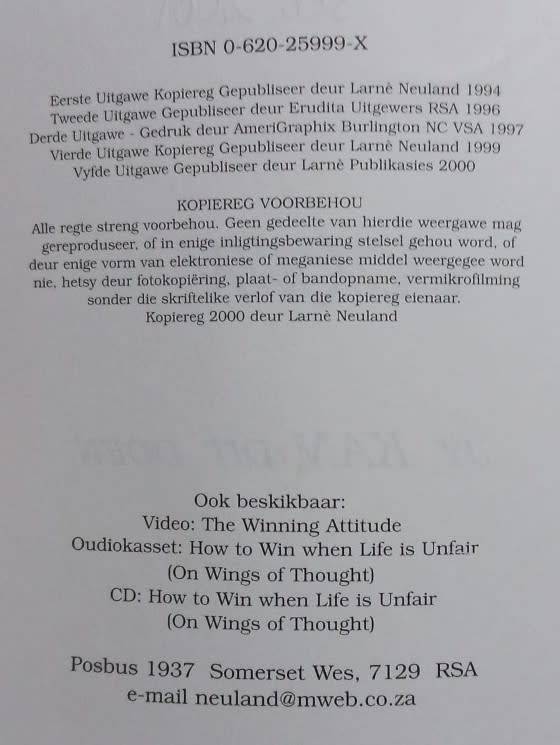 ISBN 0-620-25999-X
Eerste Uitgawe Kopiereg Gepubliseer deur Larnè Neuland 1994
Tweede Uitgawe Gepubliseer deur Erudita Uitgewers RSA 1996
Derde Uitgawe - Gedruk deur AmeriGraphix Burlington NC VSA 1997
Vierde Uitgawe Kopiereg Gepubliseer deur Larnè Neuland 1999
Vyfde Uitgawe Gepubliseer deur Larnè Publikasies 2000
KOPIEREG VOORBEHOU
Alle regte streng voorbehou. Geen gedeelte van hierdie weergawe mag
gereproduseer, of in enige inligtingsbewaring stelsel gehou word, of
deur enige vorm van elektroniese of meganiese middel weergegee word
nie, hetsy deur fotokopiëring, plaat- of bandopname, vermikrofilming
sonder die skriftelike verlof van die kopiereg eienaar.
Kopiereg 2000 deur Larnè Neuland
Ook beskikbaar:
Video: The Winning Attitude
Oudiokasset: How to Win when Life is Unfair
(On Wings of Thought)
CD: How to Win when Life is Unfair
(On Wings of Thought)
Posbus 1937 Somerset Wes, 7129 RSA
e-mail neuland@mweb.co.za